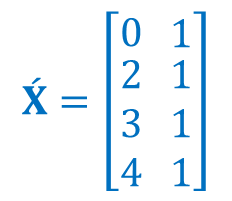 X́ = [0 1
2 1
3 1
4 1]